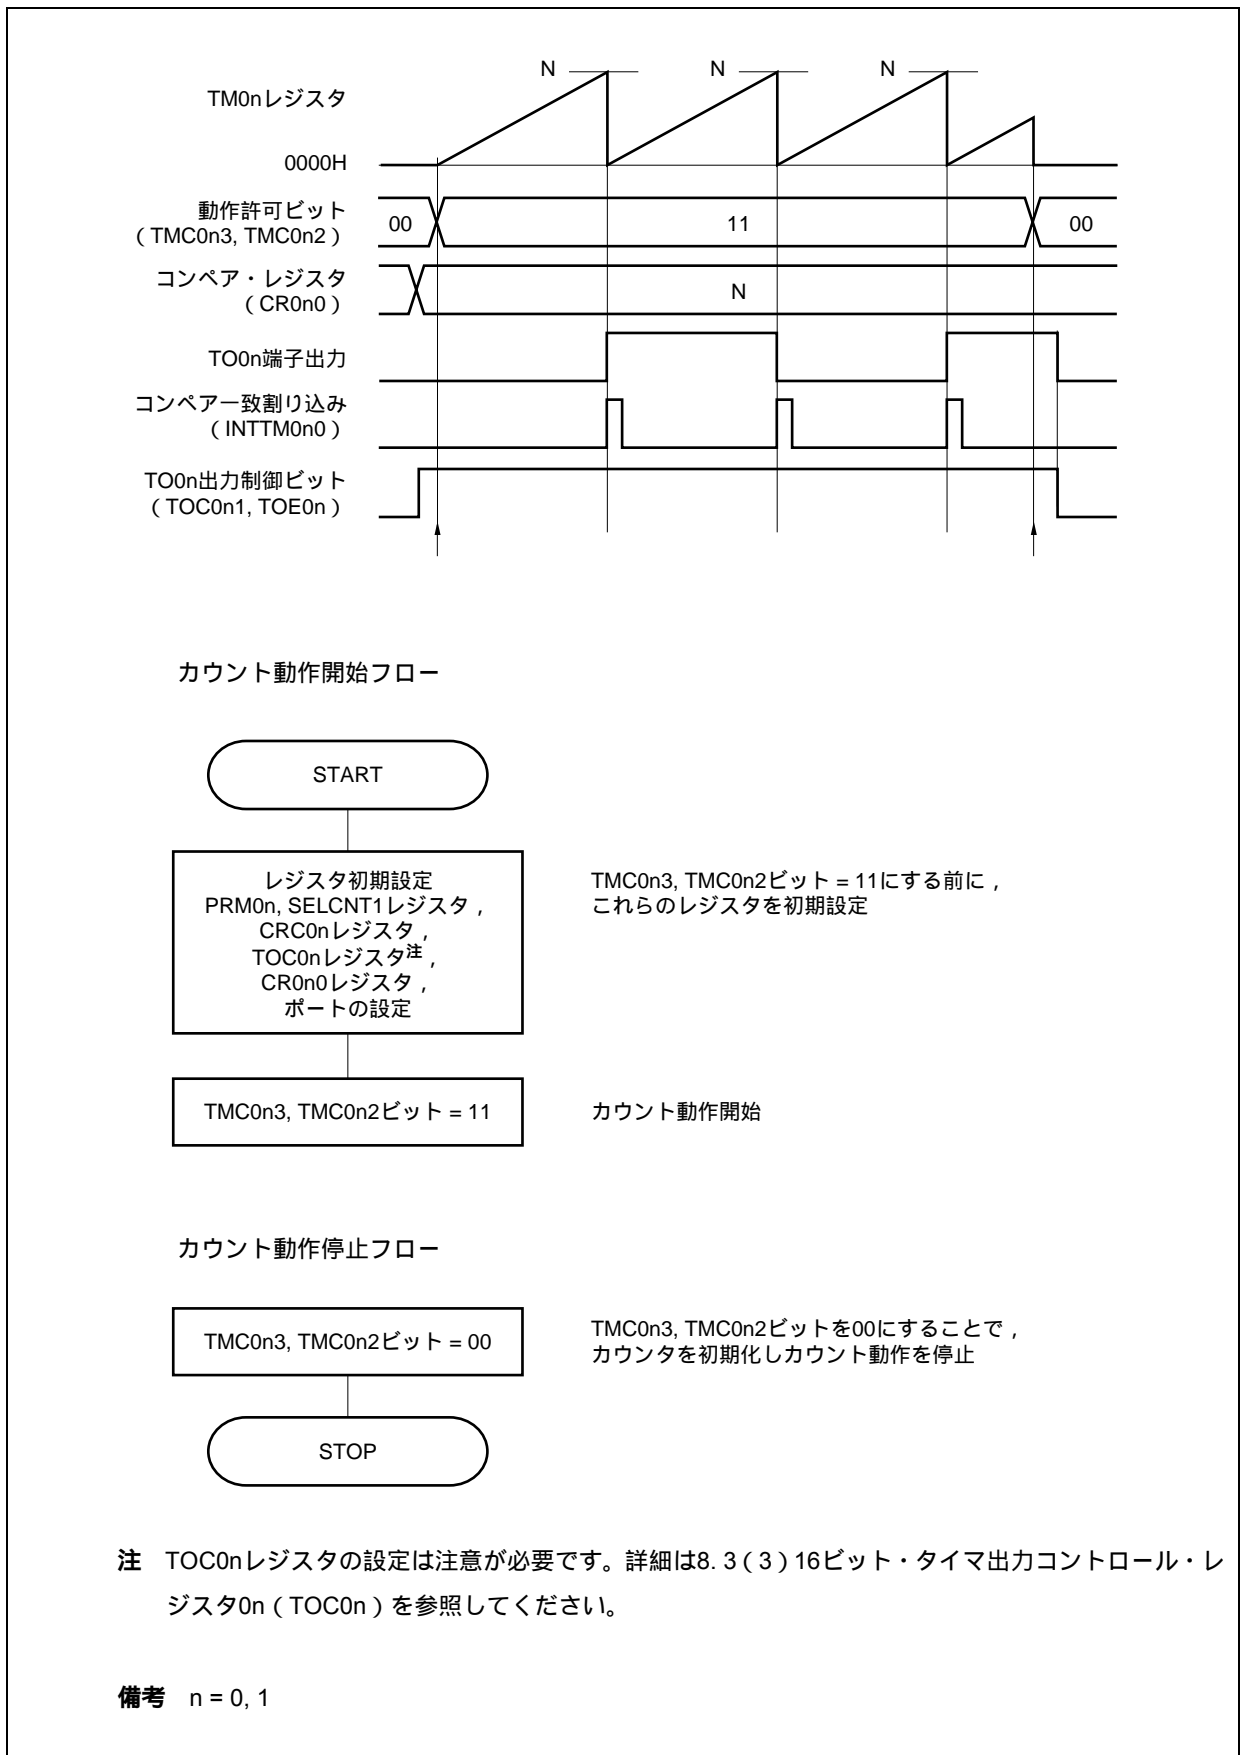 N N N
TM0nレジスタ
0000H
動作許可ビット
(TMC0n3, TMC0n2)
00 11 00
コンペア・レジスタ
(CR0n0)
N
TO0n端子出力
コンペア一致割り込み
(INTTM0n0)
TO0n出力制御ビット
(TOC0n1, TOE0n)
カウント動作開始フロー
START
レジスタ初期設定
PRM0n, SELCNT1レジスタ,
CRC0nレジスタ,
TOC0nレジスタ注,
CR0n0レジスタ,
ポートの設定
TMC0n3, TMC0n2ビット = 11にする前に,
これらのレジスタを初期設定
TMC0n3, TMC0n2ビット = 11
カウント動作開始
カウント動作停止フロー
TMC0n3, TMC0n2ビット = 00
TMC0n3, TMC0n2ビットを00にすることで,
カウンタを初期化しカウント動作を停止
STOP
注 TOC0nレジスタの設定は注意が必要です。詳細は8. 3(3)16ビット・タイマ出力コントロール・レ
ジスタ0n(TOC0n)を参照してください。
備考 n = 0, 1